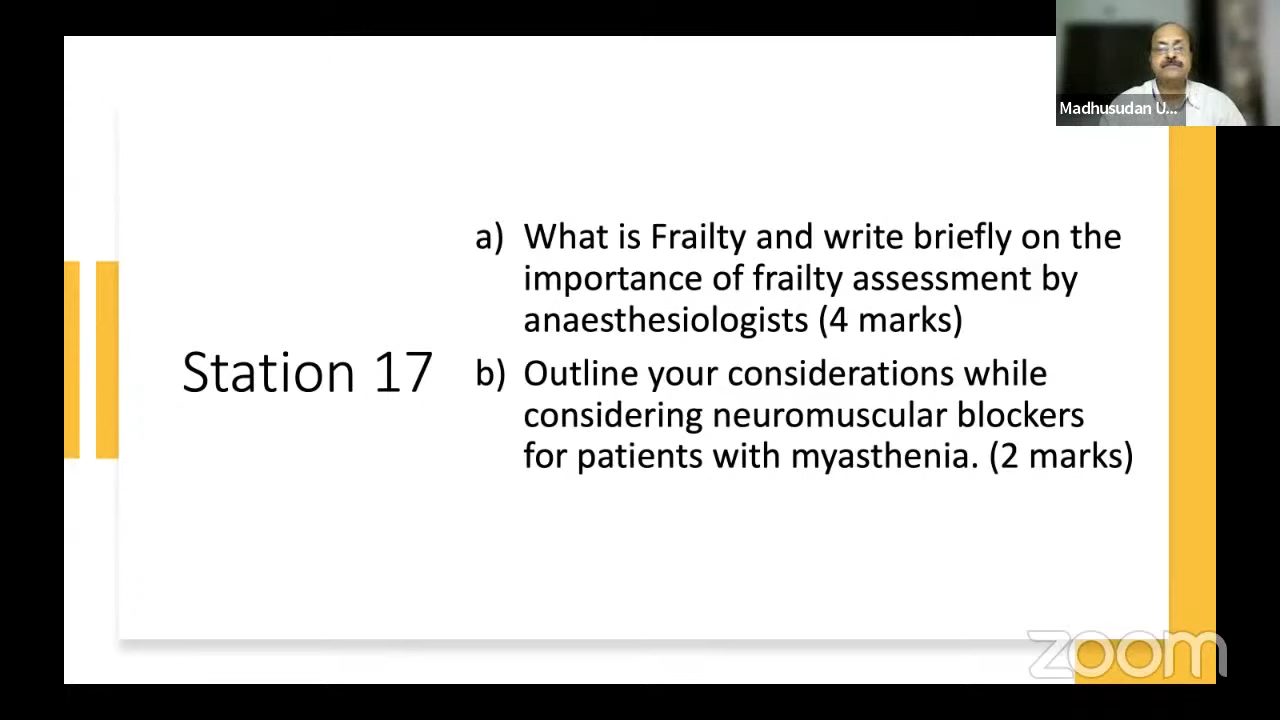 Madhusudan U...
Station 17
a) What is Frailty and write briefly on the
importance of frailty assessment by
anaesthesiologists (4 marks)
b) Outline your considerations while
considering neuromuscular blockers
for patients with myasthenia. (2 marks)
zoom